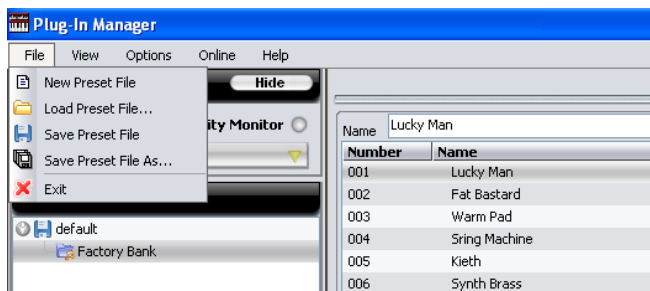 Plug-In Manager
File View Options Online Help
New Preset File
Load Preset File...
Save Preset File
Save Preset File As...
Exit
Hide
ity Monitor
default
Factory Bank
Name Lucky Man
Number Name
001 Lucky Man
002 Fat Bastard
003 Warm Pad
004 Sring Machine
005 Kieth
006 Synth Brass